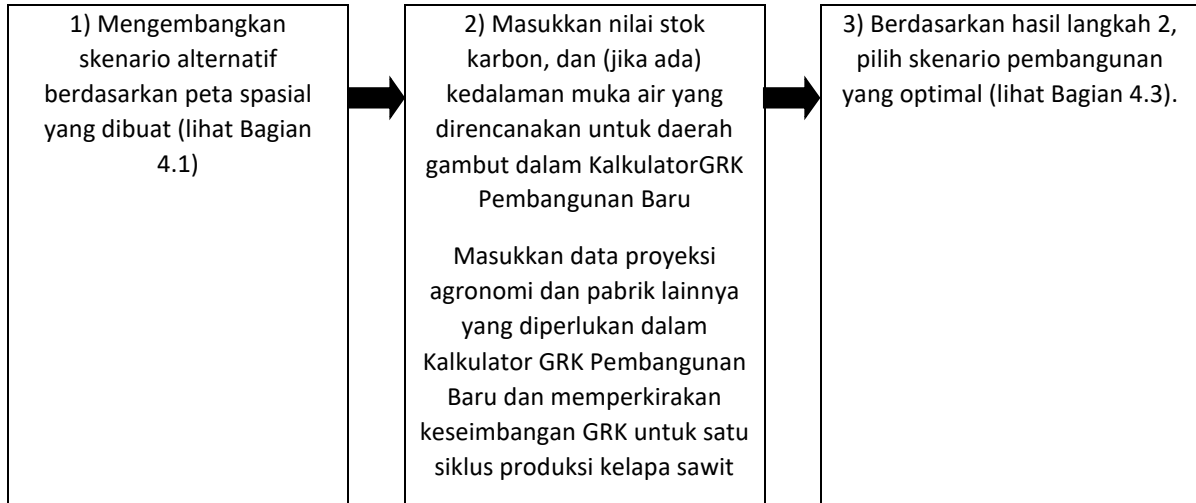 1) Mengembangkan
skenario alternatif
berdasarkan peta spasial
yang dibuat (lihat Bagian
4.1)
2) Masukkan nilai stok
karbon, dan (jika ada)
kedalaman muka air yang
direncanakan untuk daerah
gambut dalam KalkulatorGRK
Pembangunan Baru
Masukkan data proyeksi
agronomi dan pabrik lainnya
yang diperlukan dalam
Kalkulator GRK Pembangunan
Baru dan memperkirakan
keseimbangan GRK untuk satu
siklus produksi kelapa sawit
3) Berdasarkan hasil langkah 2,
pilih skenario pembangunan
yang optimal (lihat Bagian 4.3).